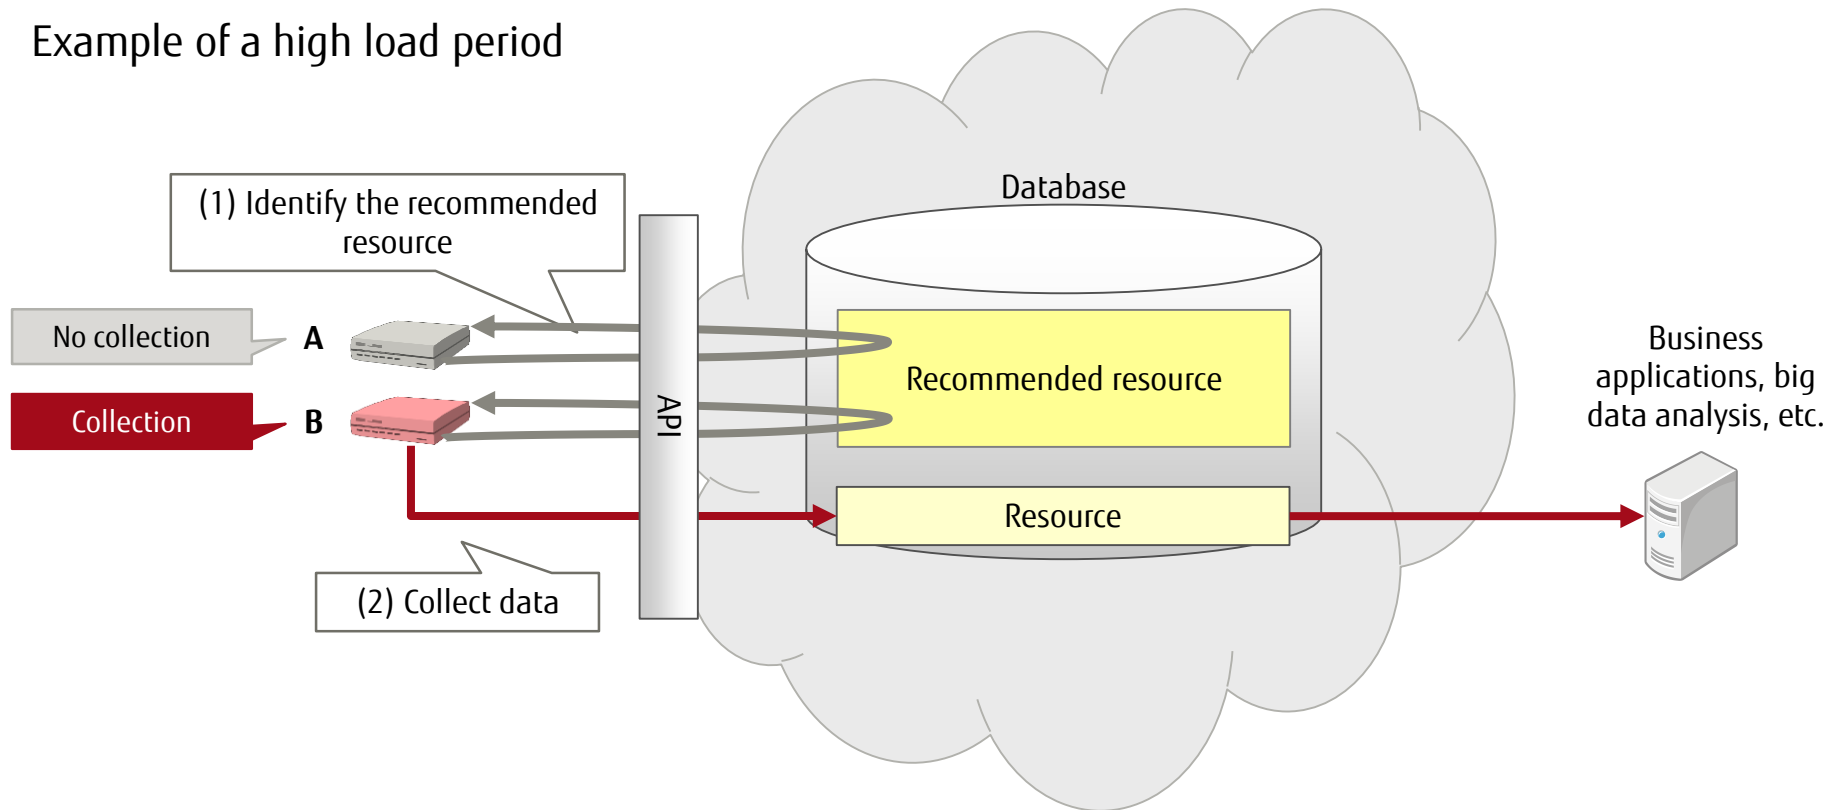 Example of a high load period
(1) Identify the recommended
resource
Database
No collection
A
Recommended resource
Collection
B
API
Business
applications, big
data analysis, etc.
Resource
(2) Collect data